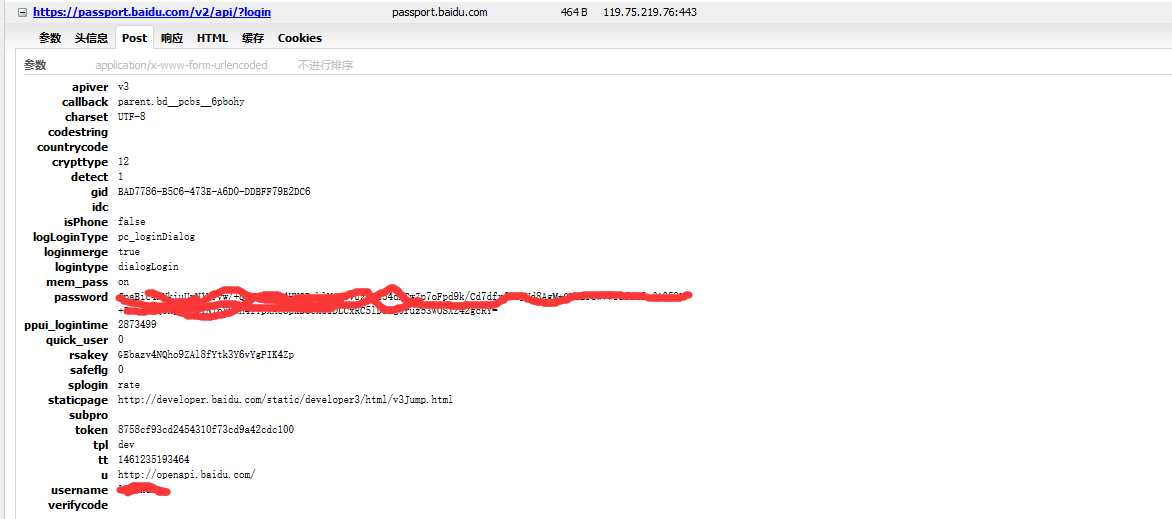 https://passport.baidu.com/v2/api/?login passport.baidu.com 464 B 119.75.219.76:443
参数 头信息 Post 响应 HTML 缓存 Cookies
参数 application/x-www-form-urlencoded 不进行排序
apiver v3
callback parent.bd__pcbs__6pbohy
charset UTF-8
codestring
countrycode
crypttype 12
detect 1
gid BAD7786-B5C6-473E-A6D0-DDBFF79E2DC6
idc
isPhone false
logLoginType pc_loginDialog
loginmerge true
logintype dialogLogin
mem_pass on
password
ppui_logintime 2873499
quick_user 0
rsakey GEbazv4NQho9ZAl8fYtk3Y6vYgPIK4Zp
safeflg 0
splogin rate
staticpage http://developer.baidu.com/static/developer3/html/v3Jump.html
subpro
token 8758cf93cd2454310f73cd9a42cdc100
tpl dev
tt 1461235193464
u http://openapi.baidu.com/
username
verifycode